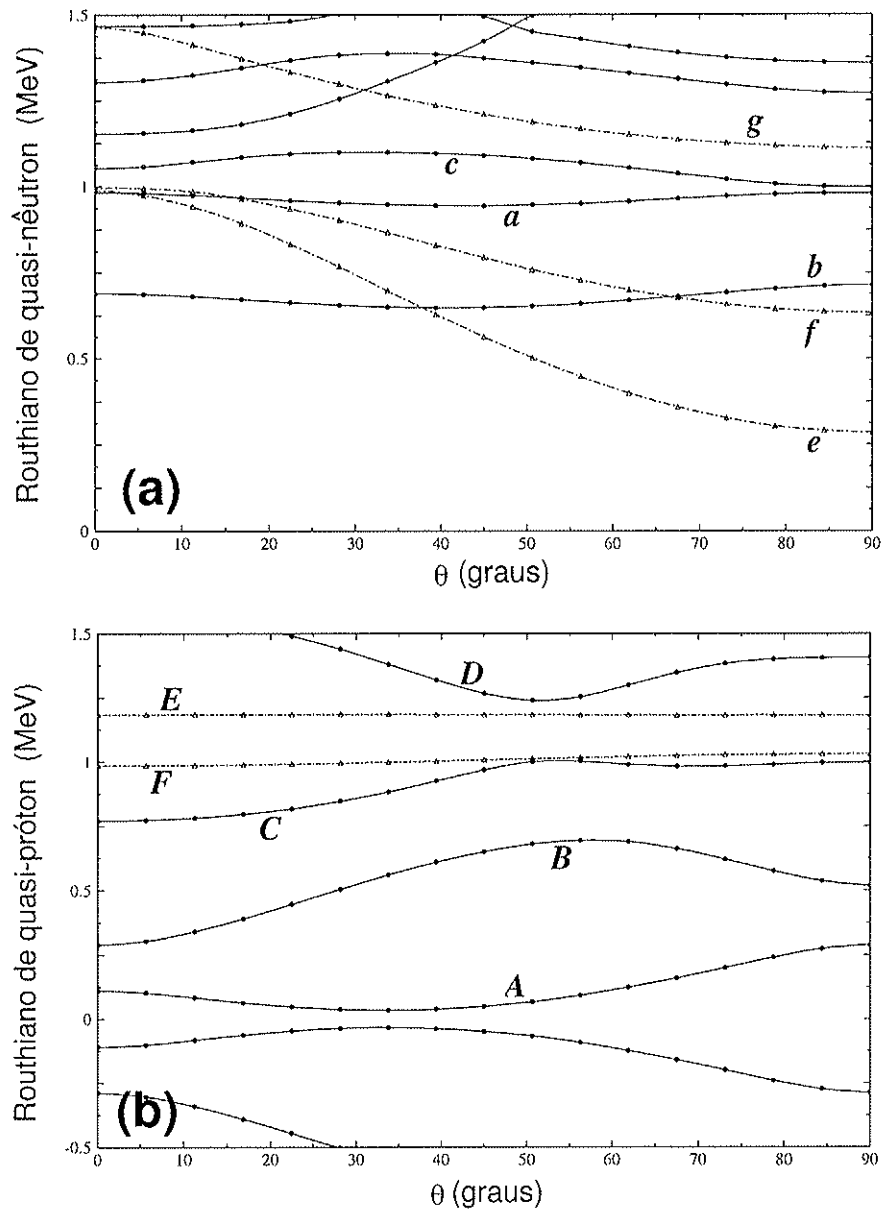 Routhiano de quasi-nêutron (MeV)
1.5
1
0.5
0
g
c
a
b
f
e
(a)
0 10 20 30 40 50 60 70 80 90
θ (graus)
Routhiano de quasi-próton (MeV)
1.5
1
0.5
0
-0.5
D
E
F
C
B
A
(b)
0 10 20 30 40 50 60 70 80 90
θ (graus)